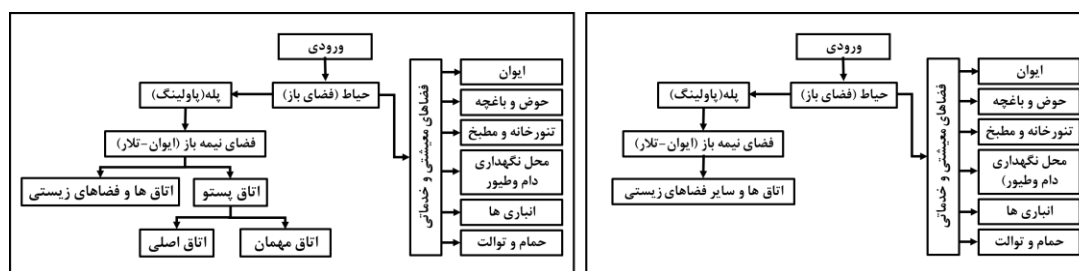 ورودی
حیاط (فضای باز)
پله(پاولینگ)
فضای نیمه باز (ایوان-تلار)
اتاق ها و سایر فضاهای زیستی
فضاهای معیشتی و خدماتی
ایوان
حوض و باغچه
تنورخانه و مطبخ
محل نگهداری
دام وطیور)
انباری ها
حمام و توالت
ورودی
حیاط (فضای باز)
پله(پاولینگ)
فضای نیمه باز (ایوان-تلار)
اتاق پستو
اتاق ها و فضاهای زیستی
اتاق مهمان
اتاق اصلی
فضاهای معیشتی و خدماتی
ایوان
حوض و باغچه
تنورخانه و مطبخ
محل نگهداری
دام وطیور
انباری ها
حمام و توالت